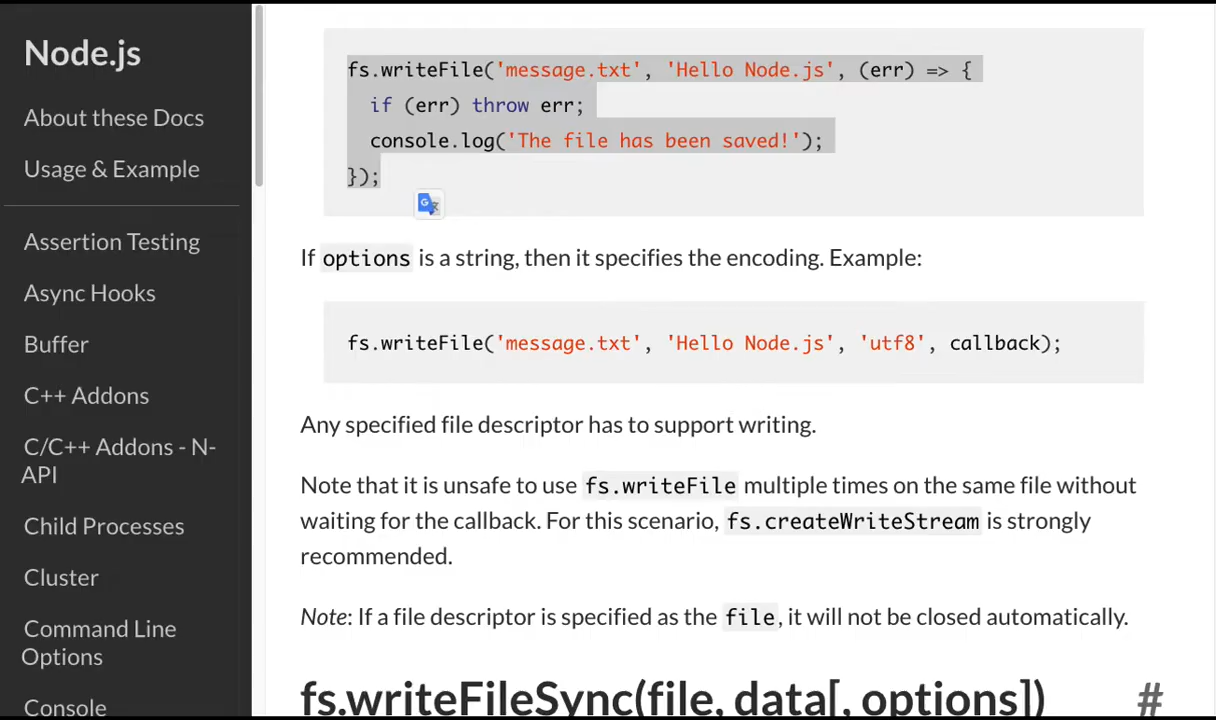 Node.js
About these Docs
Usage & Example
Assertion Testing
Async Hooks
Buffer
C++ Addons
C/C++ Addons - N-
API
Child Processes
Cluster
Command Line
Options
Console
fs.writeFile('message.txt', 'Hello Node.js', (err) => {
  if (err) throw err;
  console.log('The file has been saved!');
});
If options is a string, then it specifies the encoding. Example:
fs.writeFile('message.txt', 'Hello Node.js', 'utf8', callback);
Any specified file descriptor has to support writing.
Note that it is unsafe to use fs.writeFile multiple times on the same file without
waiting for the callback. For this scenario, fs.createWriteStream is strongly
recommended.
Note: If a file descriptor is specified as the file, it will not be closed automatically.
fs.writeFileSync(file, data[, options]) #